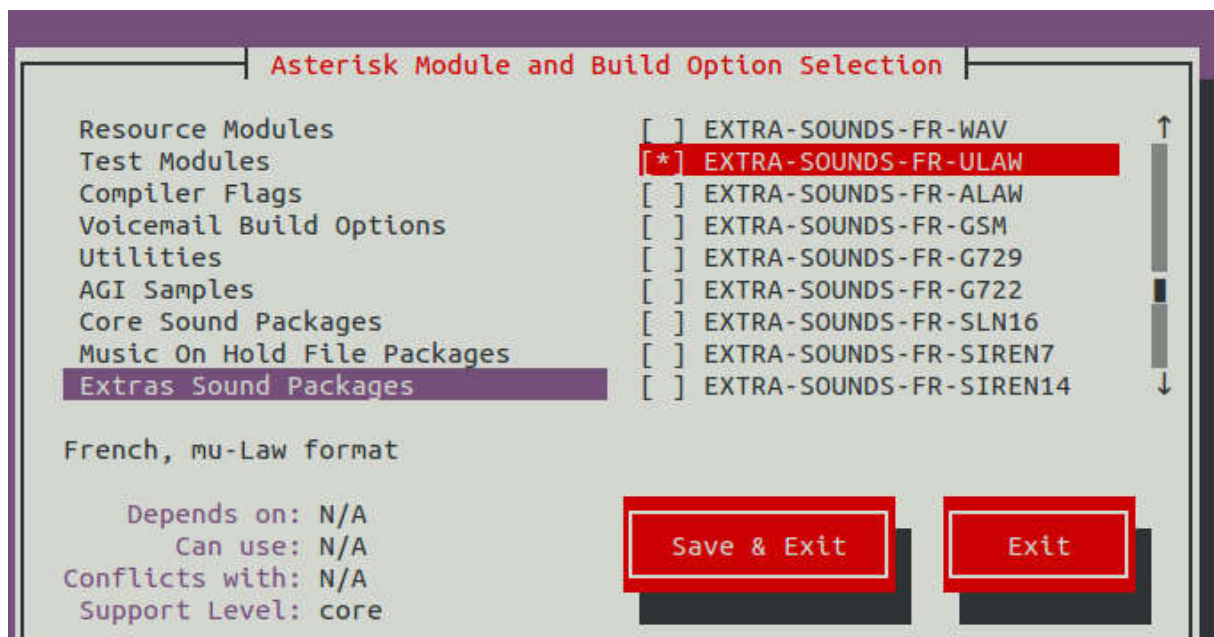 Asterisk Module and Build Option Selection
Resource Modules [ ] EXTRA-SOUNDS-FR-WAV ↑
Test Modules [*] EXTRA-SOUNDS-FR-ULAW
Compiler Flags [ ] EXTRA-SOUNDS-FR-ALAW
Voicemail Build Options [ ] EXTRA-SOUNDS-FR-GSM
Utilities [ ] EXTRA-SOUNDS-FR-G729
AGI Samples [ ] EXTRA-SOUNDS-FR-G722
Core Sound Packages [ ] EXTRA-SOUNDS-FR-SLN16
Music On Hold File Packages [ ] EXTRA-SOUNDS-FR-SIREN7
Extras Sound Packages [ ] EXTRA-SOUNDS-FR-SIREN14 ↓
French, mu-Law format
Depends on: N/A
Can use: N/A
Conflicts with: N/A
Support Level: core
Save & Exit
Exit